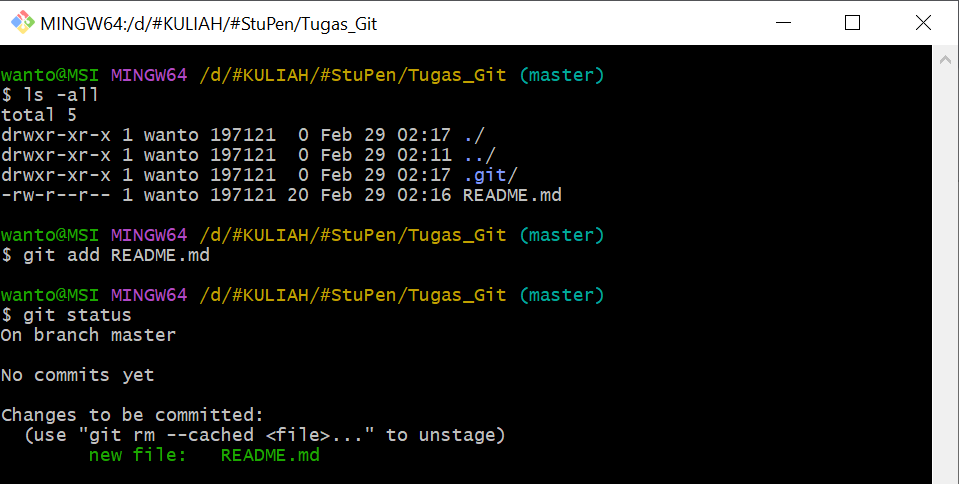 MINGW64:/d/#KULIAH/#StuPen/Tugas_Git
wanto@MSI MINGW64 /d/#KULIAH/#StuPen/Tugas_Git (master)
$ ls -all
total 5
drwxr-xr-x 1 wanto 197121  0 Feb 29 02:17 ./
drwxr-xr-x 1 wanto 197121  0 Feb 29 02:11 ../
drwxr-xr-x 1 wanto 197121  0 Feb 29 02:17 .git/
-rw-r--r-- 1 wanto 197121 20 Feb 29 02:16 README.md
wanto@MSI MINGW64 /d/#KULIAH/#StuPen/Tugas_Git (master)
$ git add README.md
wanto@MSI MINGW64 /d/#KULIAH/#StuPen/Tugas_Git (master)
$ git status
On branch master
No commits yet
Changes to be committed:
  (use "git rm --cached <file>..." to unstage)
        new file:   README.md